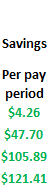 Savings
Per pay
period
$4.26
$47.70
$105.89
$121.41